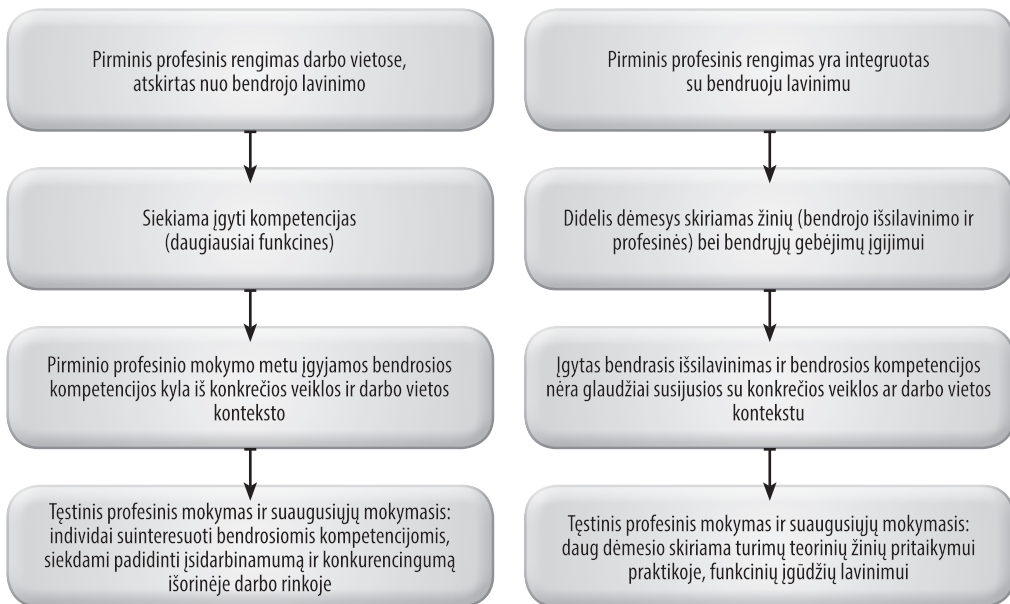 Pirminis profesinis rengimas darbo vietose,
atskirtas nuo bendrojo lavinimo
Siekiama įgyti kompetencijas
(daugiausiai funkcines)
Pirminio profesinio mokymo metu įgyjamos bendrosios
kompetencijos kyla iš konkrečios veiklos ir darbo vietos
konteksto
Tęstinis profesinis mokymas ir suaugusiųjų mokymasis:
individai suinteresuoti bendrosiomis kompetencijomis,
siekdami padidinti įsidarbinamumą ir konkurencingumą
išorinėje darbo rinkoje
Pirminis profesinis rengimas yra integruotas
su bendruoju lavinimu
Didelis dėmesys skiriamas žinių (bendrojo išsilavinimo ir
profesinės) bei bendrųjų gebėjimų įgijimui
Įgytas bendrasis išsilavinimas ir bendrosios kompetencijos
nėra glaudžiai susijusios su konkrečios veiklos ar darbo vietos
kontekstu
Tęstinis profesinis mokymas ir suaugusiųjų mokymasis:
daug dėmesio skiriama turimų teorinių žinių pritaikymui
praktikoje, funkcinių įgūdžių lavinimui